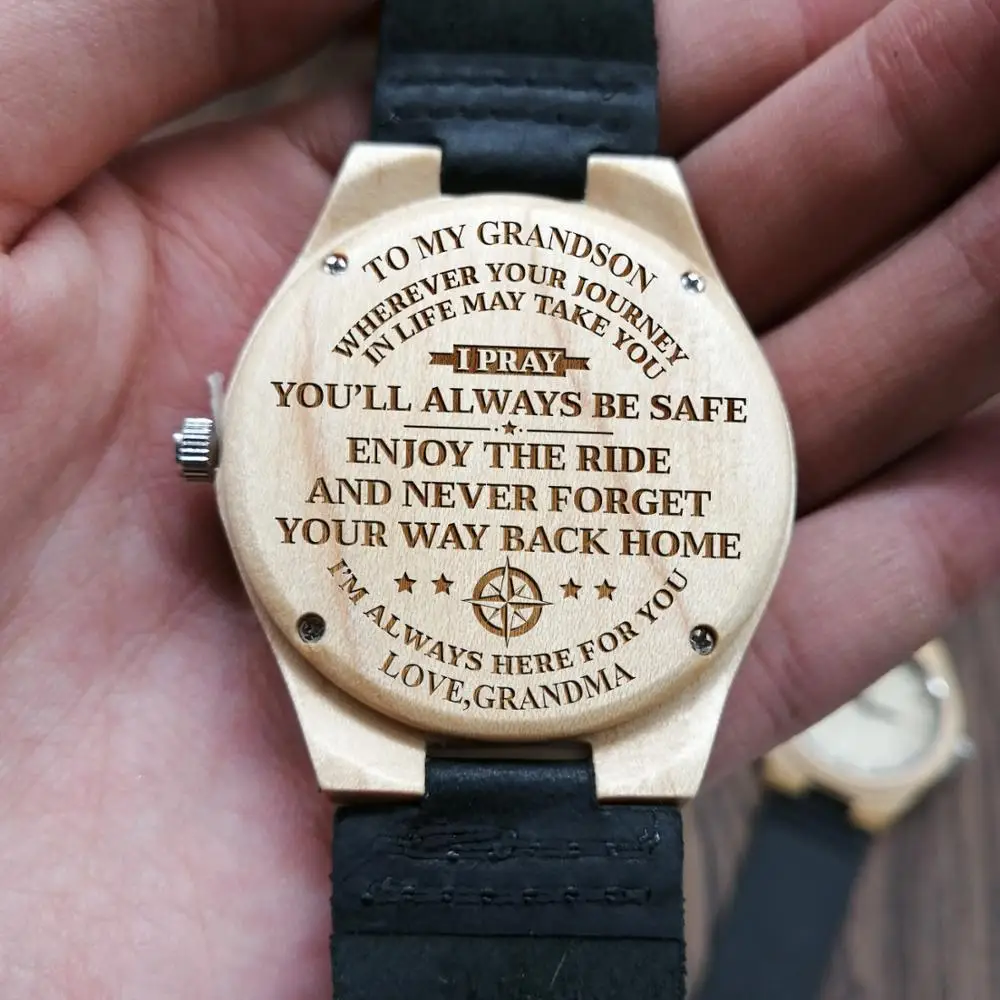 TO MY GRANDSON
WHEREVER YOUR JOURNEY
IN LIFE MAY TAKE YOU
I PRAY
YOU'LL ALWAYS BE SAFE
ENJOY THE RIDE
AND NEVER FORGET
YOUR WAY BACK HOME
I'M ALWAYS HERE FOR YOU
LOVE,GRANDMA